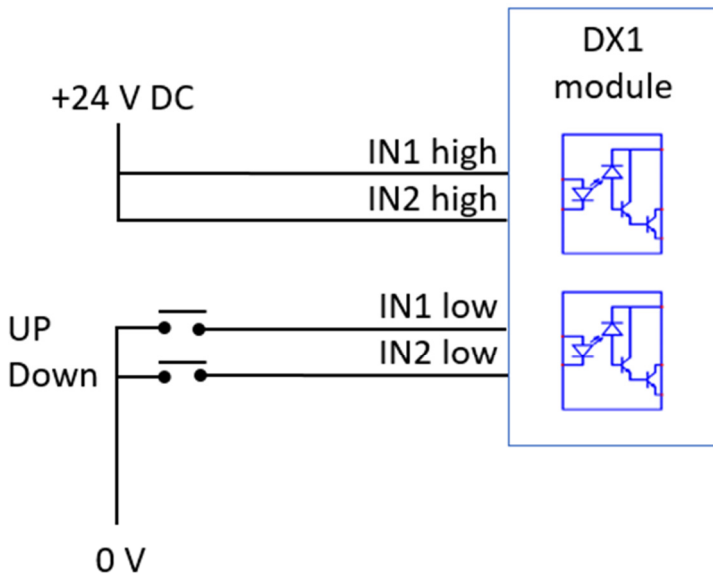 DX1
module
+24 V DC
IN1 high
IN2 high
IN1 low
UP
IN2 low
Down
0 V